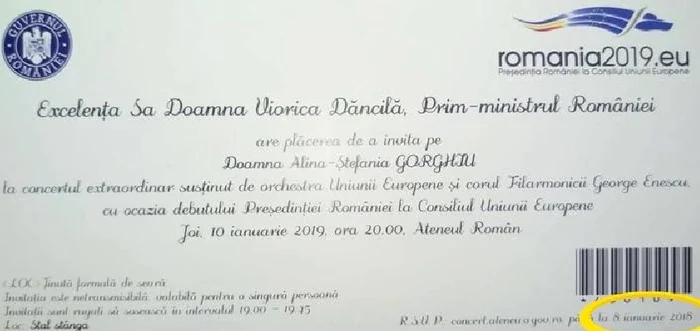 GUVERNUL ROMÂNIEI
romania2019.eu
Președinția României la Consiliul Uniunii Europene
Excelența Sa Doamna Viorica Dăncilă, Prim-ministrul României
are plăcerea de a invita pe
Doamna Alina-Ștefania GORGHIU
la concertul extraordinar susținut de orchestra Uniunii Europene și corul Filarmonicii George Enescu,
cu ocazia debutului Președinției României la Consiliul Uniunii Europene
Joi, 10 ianuarie 2019, ora 20.00, Ateneul Român
Ținută formală de seară
Invitația este netransmisibilă, valabilă pentru o singură persoană
Invitații sunt rugați să sosească în intervalul 19.00 - 19.45
Loc: Stal stânga
R.S.V.P. la 8 ianuarie 2018